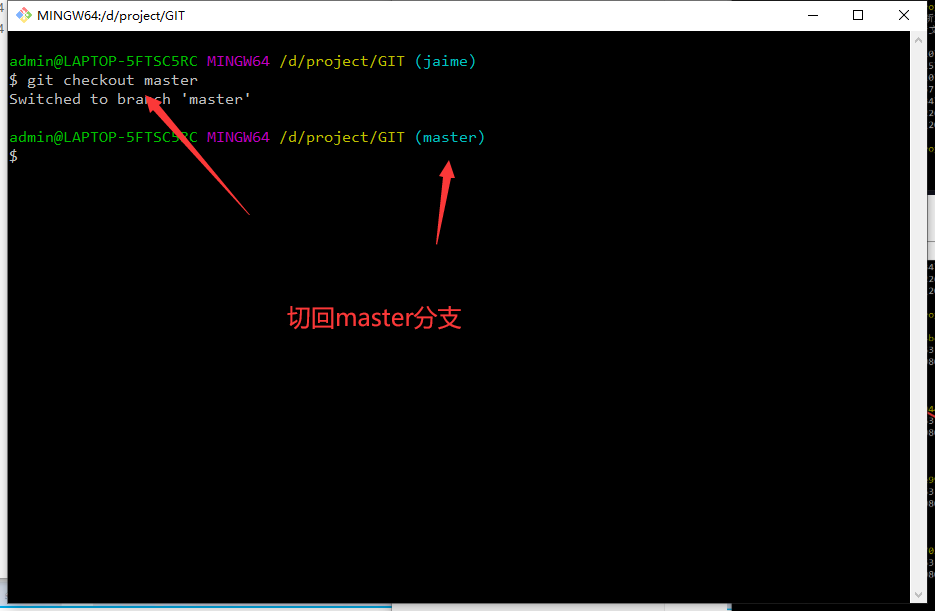 MINGW64:/d/project/GIT
admin@LAPTOP-5FTSC5RC MINGW64 /d/project/GIT (jaime)
$ git checkout master
Switched to branch 'master'
admin@LAPTOP-5FTSC5RC MINGW64 /d/project/GIT (master)
$
切回master分支